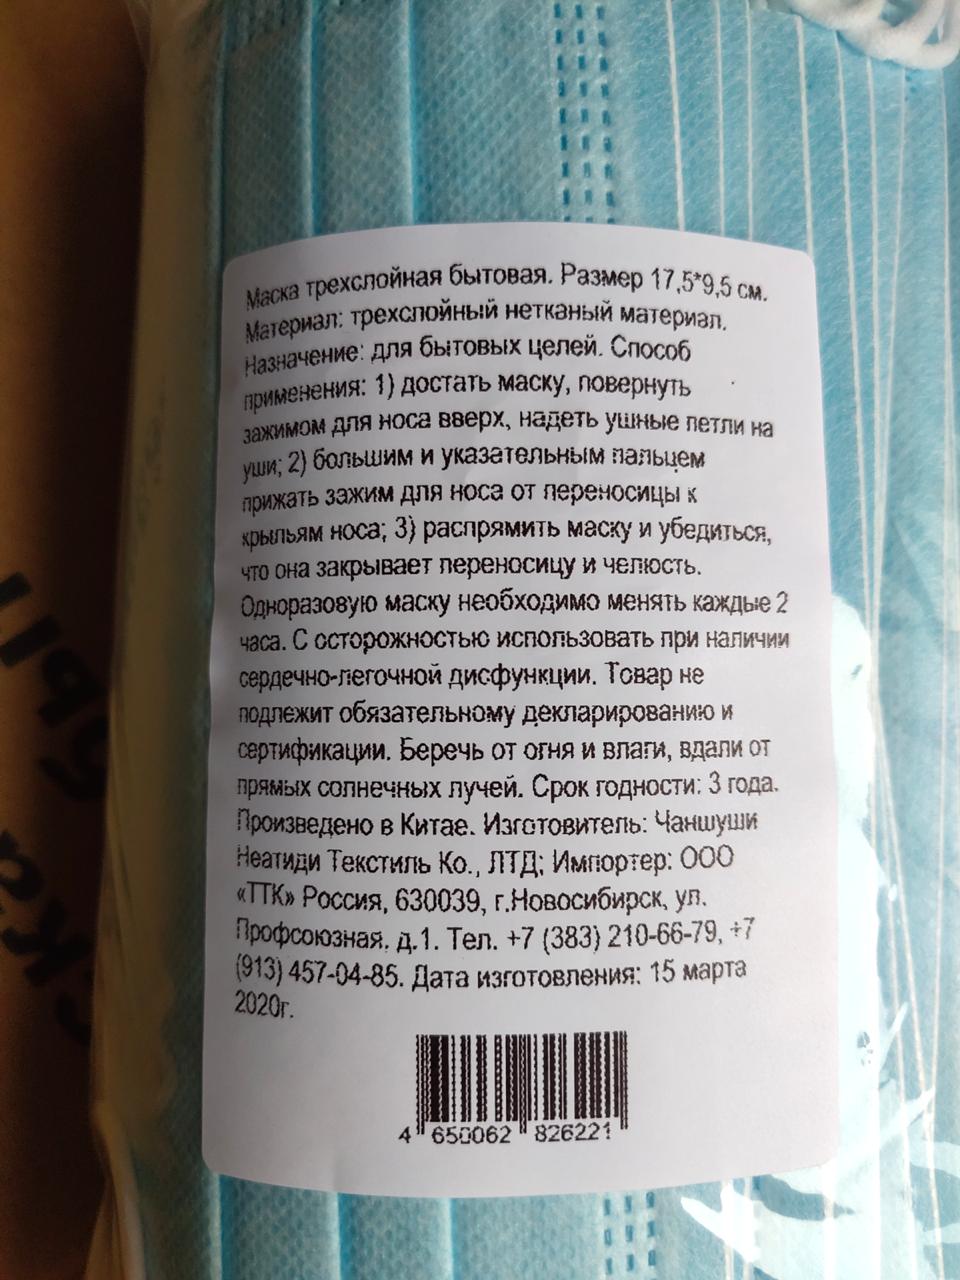 Маска трехслойная бытовая. Размер 17,5*9,5 см.
Материал: трехслойный нетканый материал.
Назначение: для бытовых целей. Способ
применения: 1) достать маску, повернуть
зажимом для носа вверх, надеть ушные петли на
уши; 2) большим и указательным пальцем
прижать зажим для носа от переносицы к
крыльям носа; 3) распрямить маску и убедиться,
что она закрывает переносицу и челюсть.
Одноразовую маску необходимо менять каждые 2
часа. С осторожностью использовать при наличии
сердечно-легочной дисфункции. Товар не
подлежит обязательному декларированию и
сертификации. Беречь от огня и влаги, вдали от
прямых солнечных лучей. Срок годности: 3 года.
Произведено в Китае. Изготовитель: Чаншуши
Неатиди Текстиль Ко., ЛТД; Импортер: ООО
«ТТК» Россия, 630039, г.Новосибирск, ул.
Профсоюзная, д.1. Тел. +7 (383) 210-66-79, +7
(913) 457-04-85. Дата изготовления: 15 марта
2020г.
4 650062 826221